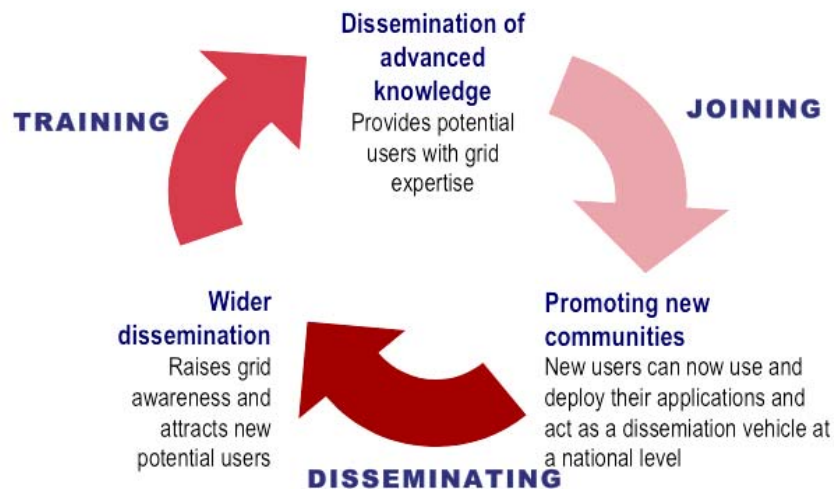 Dissemination of
advanced
knowledge
Provides potential
users with grid
expertise
TRAINING
JOINING
Wider
dissemination
Raises grid
awareness and
attracts new
potential users
Promoting new
communities
New users can now use and
deploy their applications and
act as a dissemiation vehicle at
a national level
DISSEMINATING